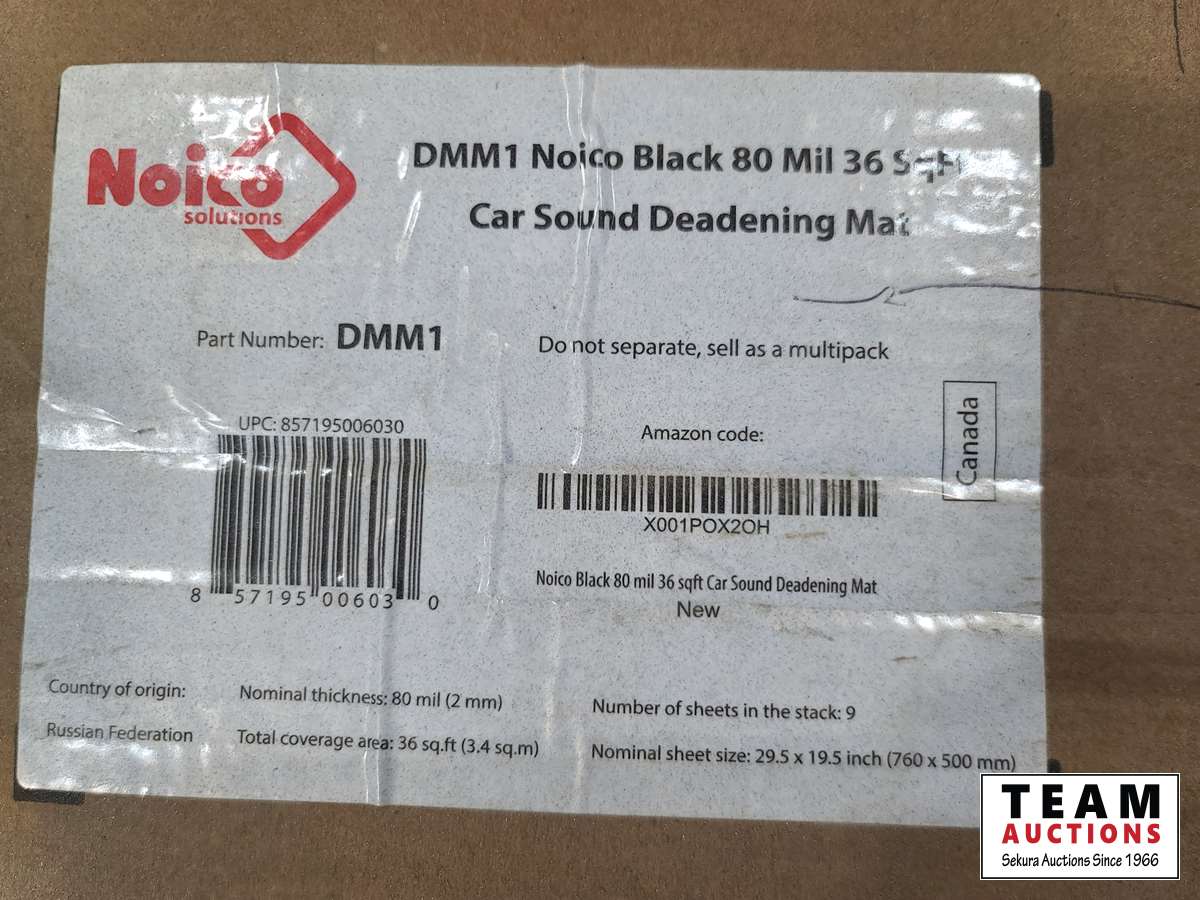 Noico
solutions
DMM1 Noico Black 80 Mil 36 Sqft
Car Sound Deadening Mat
Part Number: DMM1
Do not separate, sell as a multipack
UPC: 857195006030
8 57195 00603 0
Amazon code:
X001POX2OH
Canada
Noico Black 80 mil 36 sqft Car Sound Deadening Mat
New
Country of origin:
Russian Federation
Nominal thickness: 80 mil (2 mm)
Total coverage area: 36 sq.ft (3.4 sq.m)
Number of sheets in the stack: 9
Nominal sheet size: 29.5 x 19.5 inch (760 x 500 mm)
TEAM
AUCTIONS
Sekura Auctions Since 1966